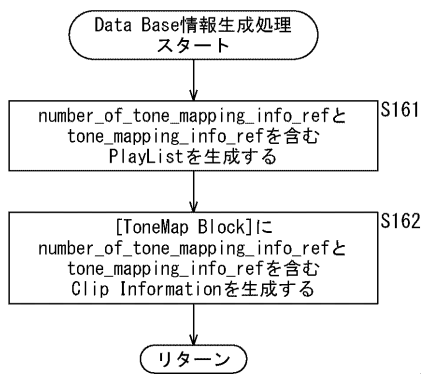 Data Base情報生成処理
スタート
number_of_tone_mapping_info_refと
tone_mapping_info_refを含む
PlayListを生成する
S161
[ToneMap Block]に
number_of_tone_mapping_info_refと
tone_mapping_info_refを含む
Clip Informationを生成する
S162
リターン